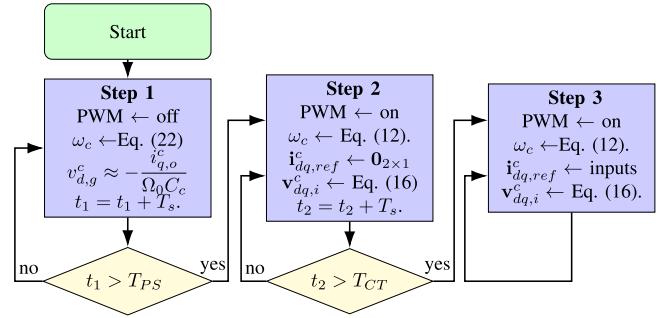 Start
Step 1
PWM ← off
ω_c ←Eq. (22)
v^c_{d,g} ≈ −i^c_{q,o}/(Ω_0C_c)
t_1 = t_1 + T_s.
no
t_1 > T_{PS}
yes
Step 2
PWM ← on
ω_c ← Eq. (12).
i^c_{dq,ref} ← 0_{2×1}
v^c_{dq,i} ← Eq. (16)
t_2 = t_2 + T_s.
no
t_2 > T_{CT}
yes
Step 3
PWM ← on
ω_c ← Eq. (12).
i^c_{dq,ref} ← inputs
v^c_{dq,i} ← Eq. (16).